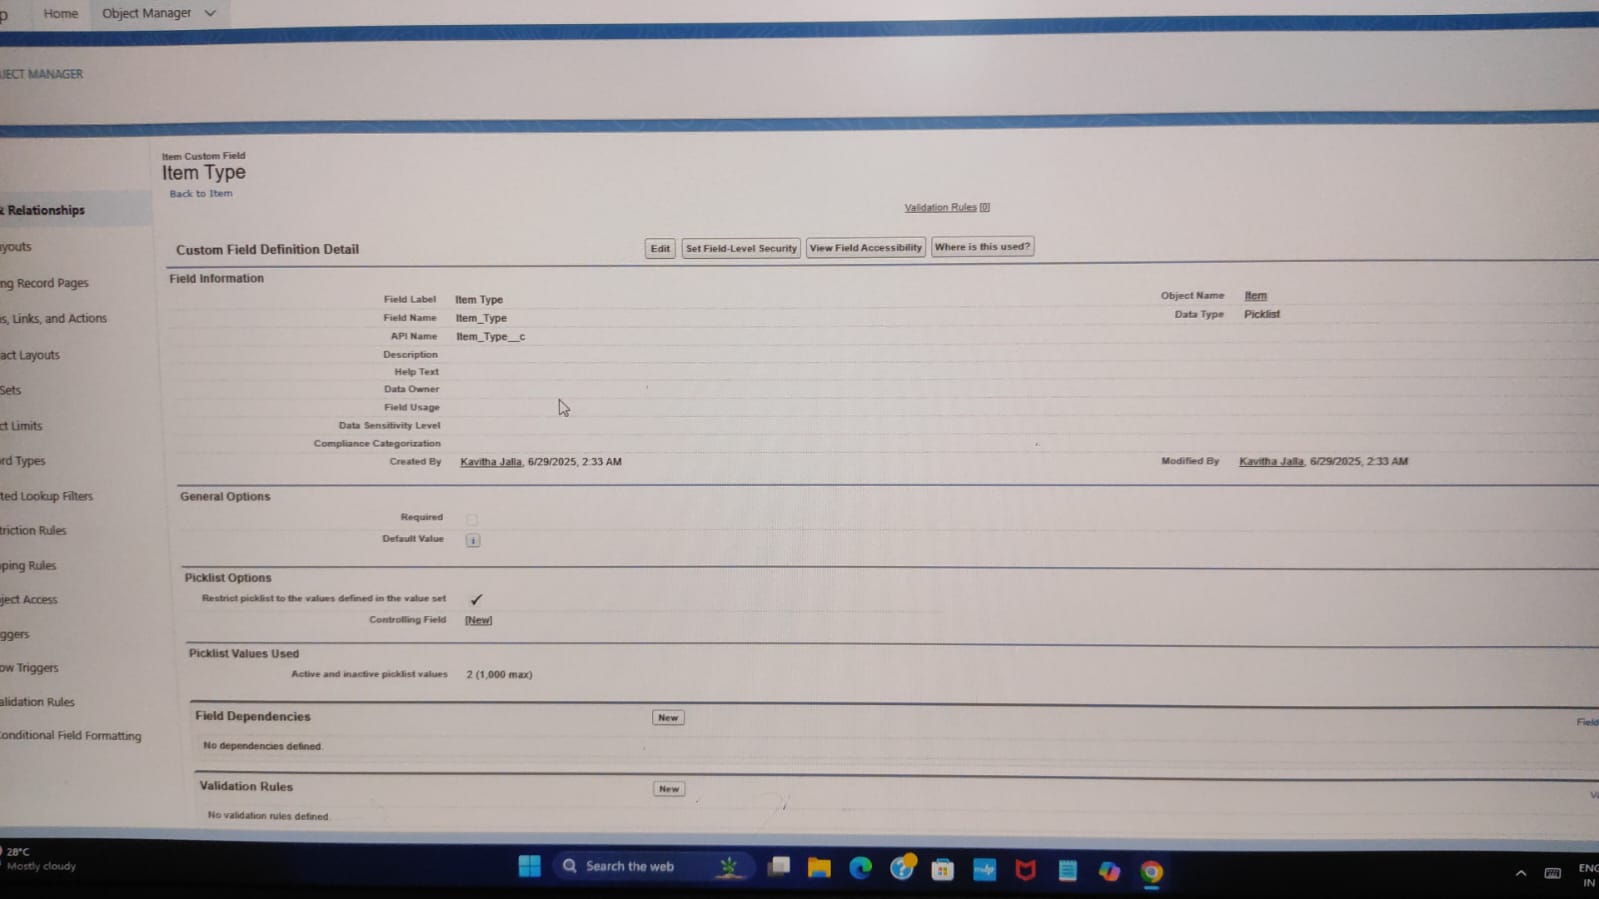 Home
Object Manager
JECT MANAGER
Item Custom Field
Item Type
Back to Item
Validation Rules [0]
Relationships
youts
ng Record Pages
s, Links, and Actions
act Layouts
Sets
ct Limits
rd Types
ted Lookup Filters
triction Rules
ping Rules
ject Access
ggers
ow Triggers
alidation Rules
onditional Field Formatting
Custom Field Definition Detail
Edit
Set Field-Level Security
View Field Accessibility
Where is this used?
Field Information
Field Label Item Type
Object Name Item
Field Name Item_Type
Data Type Picklist
API Name Item_Type__c
Description
Help Text
Data Owner
Field Usage
Data Sensitivity Level
Compliance Categorization
Created By Kavitha Jalla, 6/29/2025, 2:33 AM
Modified By Kavitha Jalla, 6/29/2025, 2:33 AM
General Options
Required
Default Value
Picklist Options
Restrict picklist to the values defined in the value set ✓
Controlling Field [New]
Picklist Values Used
Active and inactive picklist values 2 (1,000 max)
Field Dependencies
New
Field
No dependencies defined.
Validation Rules
New
No validation rules defined.
28°C
Mostly cloudy
Search the web
ENG
IN